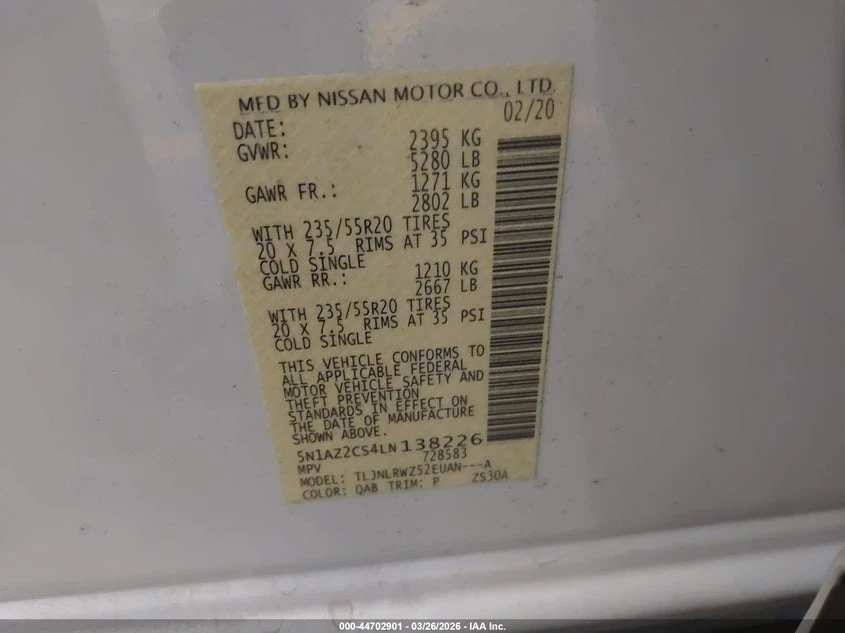 MFD BY NISSAN MOTOR CO., LTD.
DATE: 02/20
GVWR: 2395 KG
5280 LB
GAWR FR.: 1271 KG
2802 LB
WITH 235/55R20 TIRES
20 X 7.5 RIMS AT 35 PSI
COLD SINGLE
GAWR RR.: 1210 KG
2667 LB
WITH 235/55R20 TIRES
20 X 7.5 RIMS AT 35 PSI
COLD SINGLE
THIS VEHICLE CONFORMS TO
ALL APPLICABLE FEDERAL
MOTOR VEHICLE SAFETY AND
THEFT PREVENTION
STANDARDS IN EFFECT ON
THE DATE OF MANUFACTURE
SHOWN ABOVE.
5N1AZ2CS4LN138226
MPV 728583
MODEL: TL3NLRWZ52EUAN---A
COLOR: QAB TRIM: P ZS30A
000-44702901 - 03/26/2026 - IAA Inc.